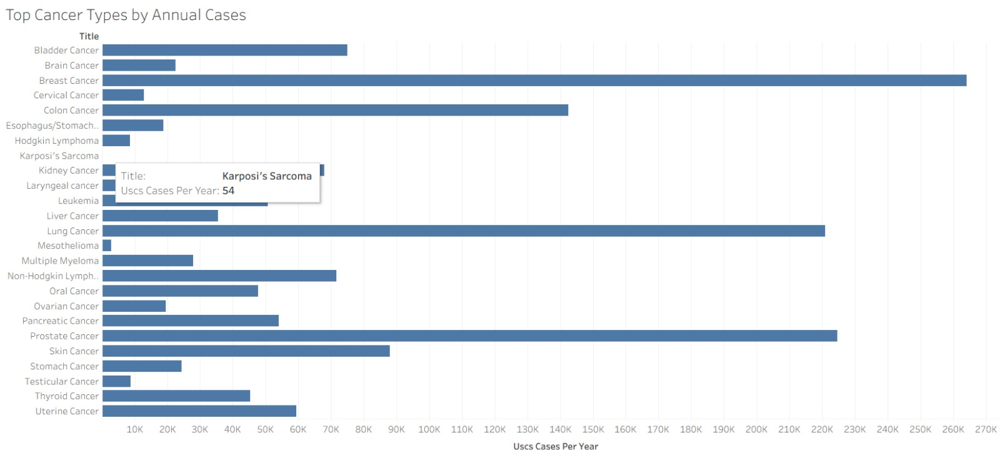 Top Cancer Types by Annual Cases
Title
Bladder Cancer
Brain Cancer
Breast Cancer
Cervical Cancer
Colon Cancer
Esophagus/Stomach..
Hodgkin Lymphoma
Karposi's Sarcoma
Kidney Cancer
Title: Karposi's Sarcoma
Laryngeal cancer
Uscs Cases Per Year: 54
Leukemia
Liver Cancer
Lung Cancer
Mesothelioma
Multiple Myeloma
Non-Hodgkin Lymph..
Oral Cancer
Ovarian Cancer
Pancreatic Cancer
Prostate Cancer
Skin Cancer
Stomach Cancer
Testicular Cancer
Thyroid Cancer
Uterine Cancer
10K 20K 30K 40K 50K 60K 70K 80K 90K 100K 110K 120K 130K 140K 150K 160K 170K 180K 190K 200K 210K 220K 230K 240K 250K 260K 270K
Uscs Cases Per Year